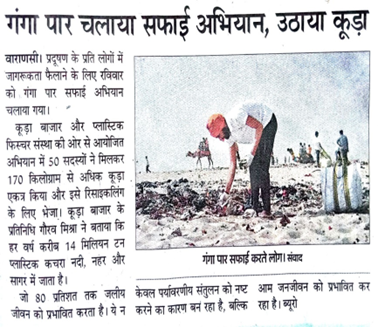 गंगा पार चलाया सफाई अभियान, उठाया कूड़ा
वाराणसी। प्रदूषण के प्रति लोगों में
जागरूकता फैलाने के लिए रविवार
को गंगा पार सफाई अभियान
चलाया गया।
कूड़ा बाजार और प्लास्टिक
फिश्चर संस्था की ओर से आयोजित
अभियान में 50 सदस्यों ने मिलकर
170 किलोग्राम से अधिक कूड़ा
एकत्र किया और इसे रिसाइकलिंग
के लिए भेजा। कूड़ा बाजार के
प्रतिनिधि गौरव मिश्रा ने बताया कि
हर वर्ष करीब 14 मिलियन टन
प्लास्टिक कचरा नदी, नहर और
सागर में जाता है।
जो 80 प्रतिशत तक जलीय
जीवन को प्रभावित करता है। ये न
गंगा पार सफाई करते लोग। संवाद
केवल पर्यावरणीय संतुलन को नष्ट
करने का कारण बन रहा है, बल्कि
आम जनजीवन को प्रभावित कर
रहा है। ब्यूरो